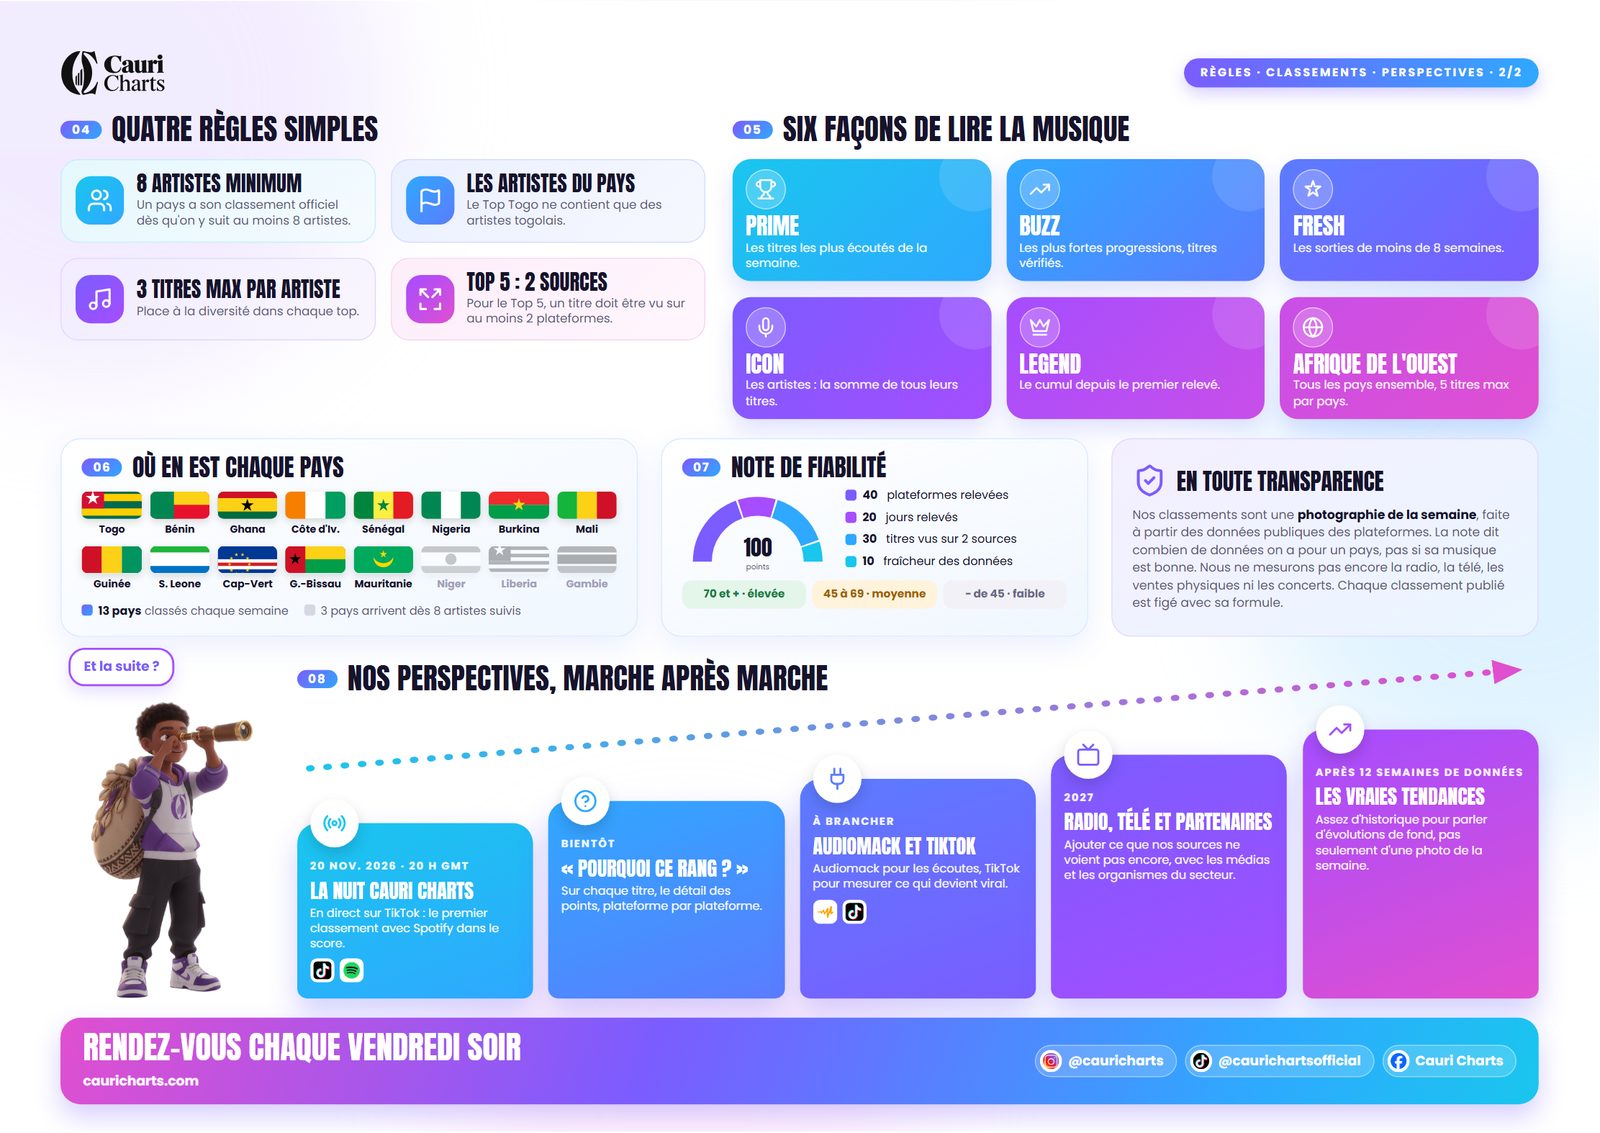 Cauri
Charts
RÈGLES · CLASSEMENTS · PERSPECTIVES · 2/2
04 QUATRE RÈGLES SIMPLES
8 ARTISTES MINIMUM
Un pays a son classement officiel
dès qu'on y suit au moins 8 artistes.
LES ARTISTES DU PAYS
Le Top Togo ne contient que des
artistes togolais.
3 TITRES MAX PAR ARTISTE
Place à la diversité dans chaque top.
TOP 5 : 2 SOURCES
Pour le Top 5, un titre doit être vu sur
au moins 2 plateformes.
05 SIX FAÇONS DE LIRE LA MUSIQUE
PRIME
Les titres les plus écoutés de la
semaine.
BUZZ
Les plus fortes progressions, titres
vérifiés.
FRESH
Les sorties de moins de 8 semaines.
ICON
Les artistes : la somme de tous leurs
titres.
LEGEND
Le cumul depuis le premier relevé.
AFRIQUE DE L'OUEST
Tous les pays ensemble, 5 titres max
par pays.
06 OÙ EN EST CHAQUE PAYS
Togo Bénin Ghana Côte d'Iv. Sénégal Nigeria Burkina Mali
Guinée S. Leone Cap-Vert G.-Bissau Mauritanie Niger Liberia Gambie
13 pays classés chaque semaine 3 pays arrivent dès 8 artistes suivis
07 NOTE DE FIABILITÉ
100
points
40 plateformes relevées
20 jours relevés
30 titres vus sur 2 sources
10 fraîcheur des données
70 et + · élevée 45 à 69 · moyenne - de 45 · faible
EN TOUTE TRANSPARENCE
Nos classements sont une photographie de la semaine, faite
à partir des données publiques des plateformes. La note dit
combien de données on a pour un pays, pas si sa musique
est bonne. Nous ne mesurons pas encore la radio, la télé, les
ventes physiques ni les concerts. Chaque classement publié
est figé avec sa formule.
Et la suite ?
08 NOS PERSPECTIVES, MARCHE APRÈS MARCHE
20 NOV. 2026 · 20 H GMT
LA NUIT CAURI CHARTS
En direct sur TikTok : le premier
classement avec Spotify dans le
score.
BIENTÔT
« POURQUOI CE RANG ? »
Sur chaque titre, le détail des
points, plateforme par plateforme.
À BRANCHER
AUDIOMACK ET TIKTOK
Audiomack pour les écoutes, TikTok
pour mesurer ce qui devient viral.
2027
RADIO, TÉLÉ ET PARTENAIRES
Ajouter ce que nos sources ne
voient pas encore, avec les médias
et les organismes du secteur.
APRÈS 12 SEMAINES DE DONNÉES
LES VRAIES TENDANCES
Assez d'historique pour parler
d'évolutions de fond, pas
seulement d'une photo de la
semaine.
RENDEZ-VOUS CHAQUE VENDREDI SOIR
cauricharts.com
@cauricharts @caurichartsofficial Cauri Charts